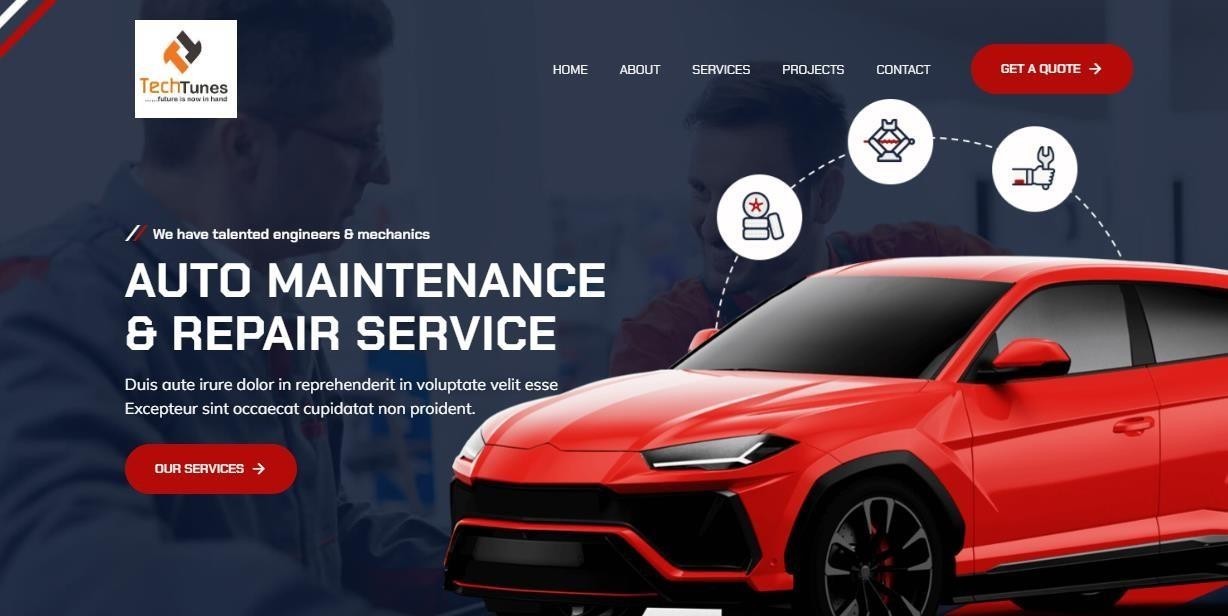 TechTunes
......future is now in hand
HOME ABOUT SERVICES PROJECTS CONTACT GET A QUOTE →
We have talented engineers & mechanics
AUTO MAINTENANCE
& REPAIR SERVICE
Duis aute irure dolor in reprehenderit in voluptate velit esse
Excepteur sint occaecat cupidatat non proident.
OUR SERVICES →